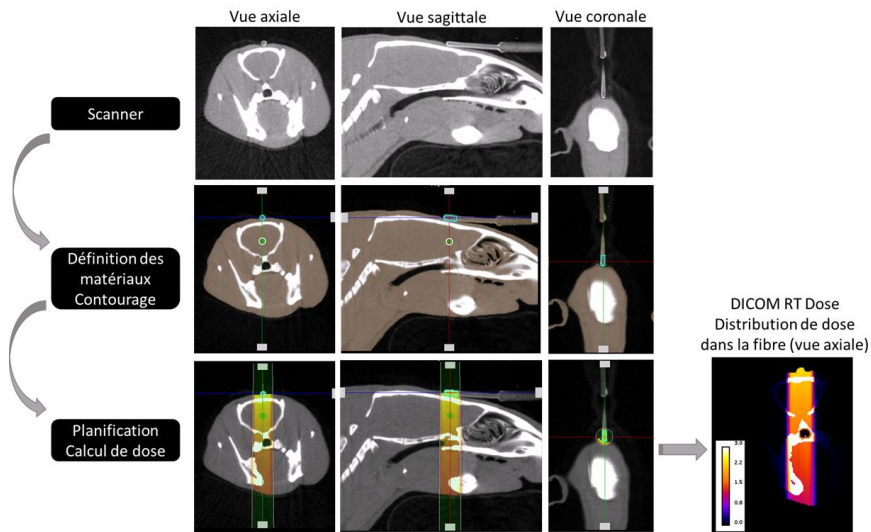 Vue axiale
Vue sagittale
Vue coronale
Scanner
Définition des
matériaux
Contourage
Planification
Calcul de dose
DICOM RT Dose
Distribution de dose
dans la fibre (vue axiale)
3.0
2.2
1.5
0.8
0.0